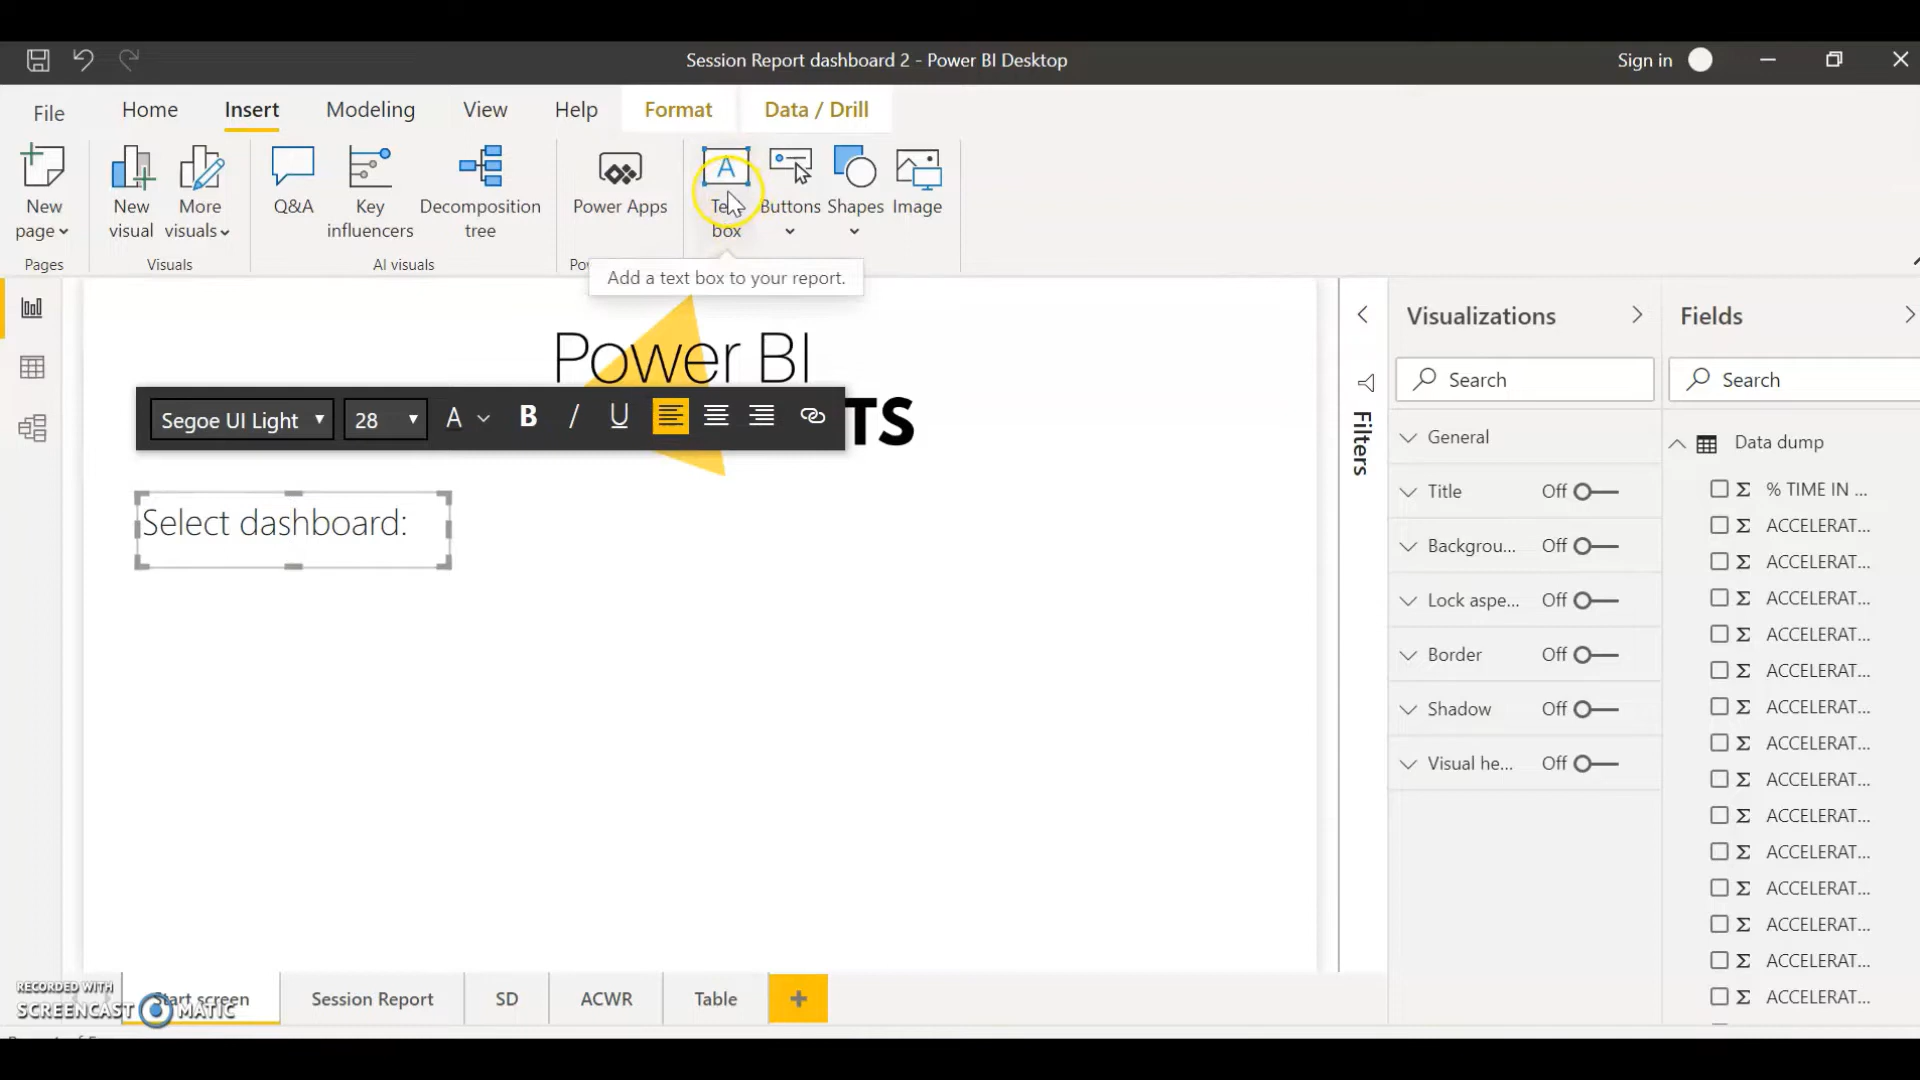 Session Report dashboard 2 - Power BI Desktop
Sign in
File
Home
Insert
Modeling
View
Help
Format
Data / Drill
New page
New visual
More visuals
Q&A
Key influencers
Decomposition tree
Power Apps
box
Buttons
Shapes
Image
Pages
Visuals
AI visuals
Add a text box to your report.
Power BI
TS
Segoe UI Light
28
A
B
I
U
Select dashboard:
Filters
Visualizations
Search
General
Title Off
Backgrou... Off
Lock aspe... Off
Border Off
Shadow Off
Visual he... Off
Fields
Search
Data dump
% TIME IN ...
ACCELERAT...
ACCELERAT...
ACCELERAT...
ACCELERAT...
ACCELERAT...
ACCELERAT...
ACCELERAT...
ACCELERAT...
ACCELERAT...
ACCELERAT...
ACCELERAT...
ACCELERAT...
ACCELERAT...
ACCELERAT...
Start screen
Session Report
SD
ACWR
Table
RECORDED WITH
SCREENCAST MATIC